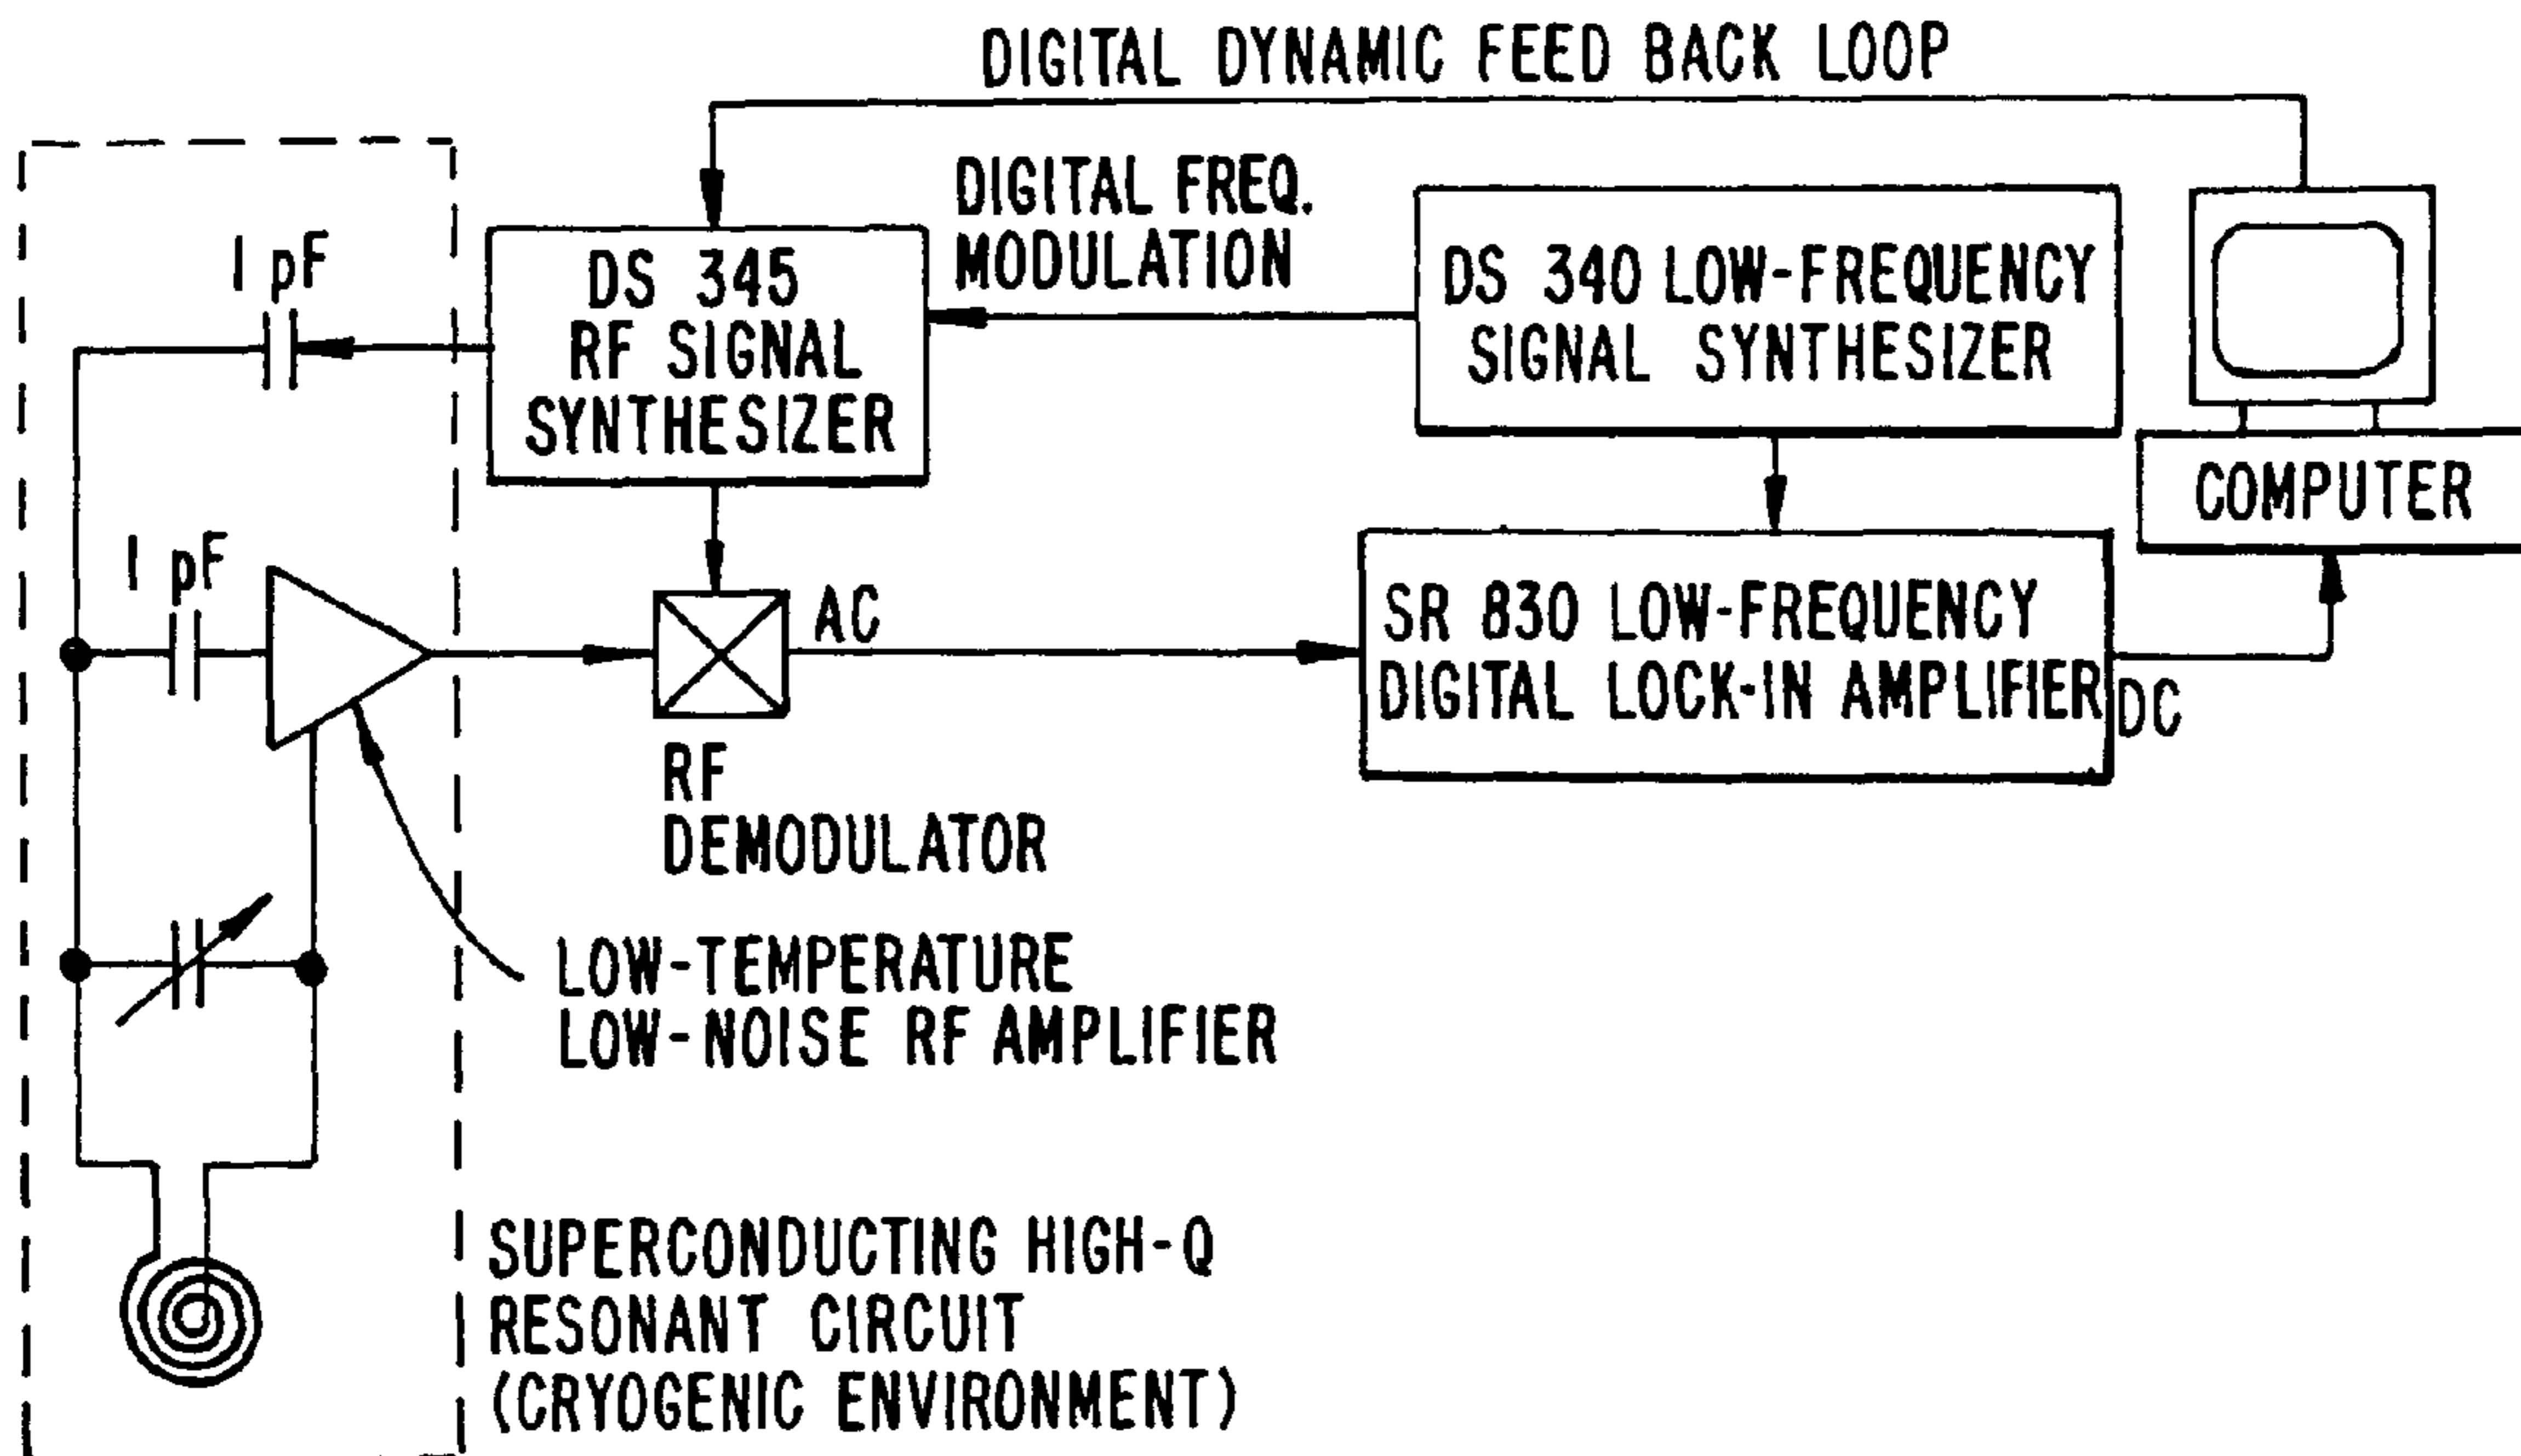 DIGITAL DYNAMIC FEED BACK LOOP
DIGITAL FREQ.
MODULATION
1 pF
DS 345
RF SIGNAL
SYNTHESIZER
DS 340 LOW-FREQUENCY
SIGNAL SYNTHESIZER
COMPUTER
1 pF
AC
SR 830 LOW-FREQUENCY
DIGITAL LOCK-IN AMPLIFIER
DC
RF
DEMODULATOR
LOW-TEMPERATURE
LOW-NOISE RF AMPLIFIER
SUPERCONDUCTING HIGH-Q
RESONANT CIRCUIT
(CRYOGENIC ENVIRONMENT)